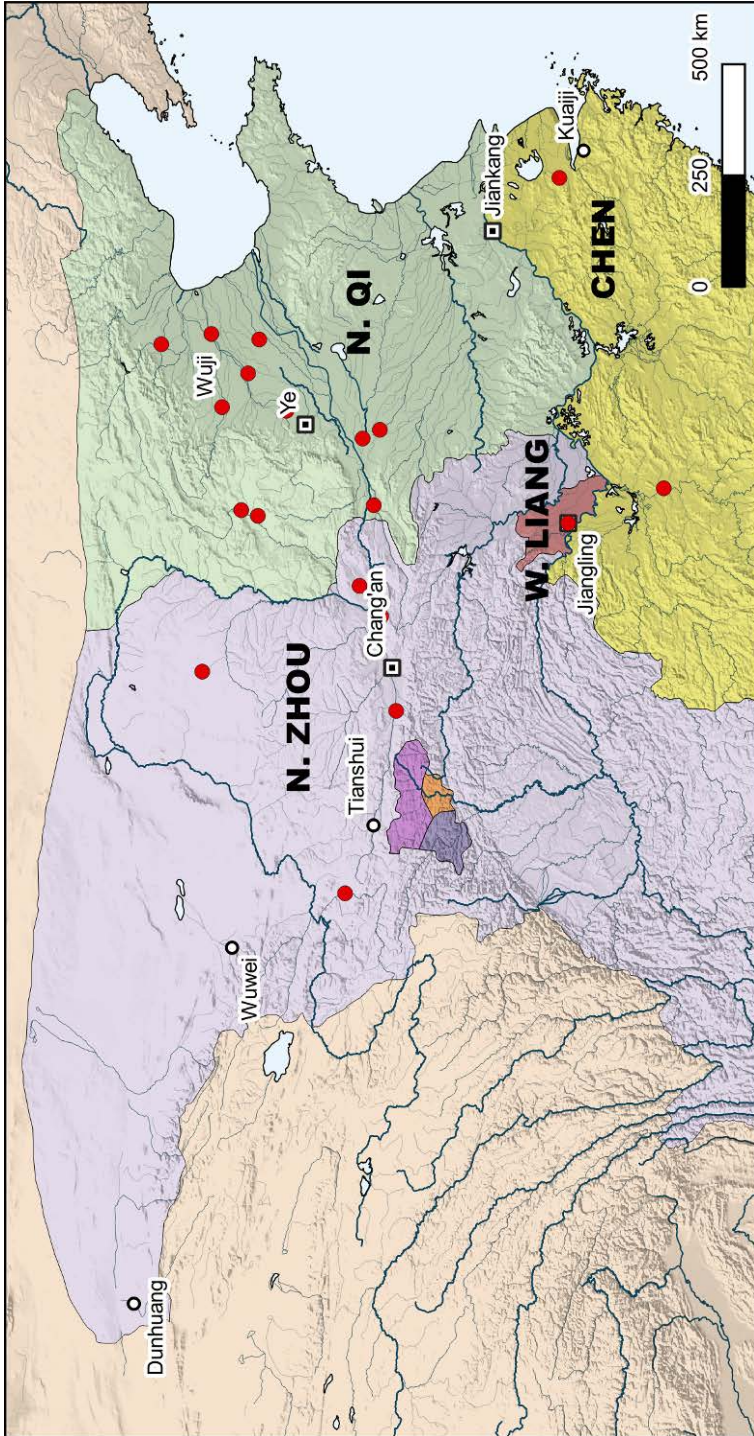 Dunhuang
Wuwei
Tianshui
N. ZHOU
Chang'an
Wuji
Ye
N. QI
W. LIANG
Jiangling
Jiankang
Kuaiji
CHEN
0 250 500 km